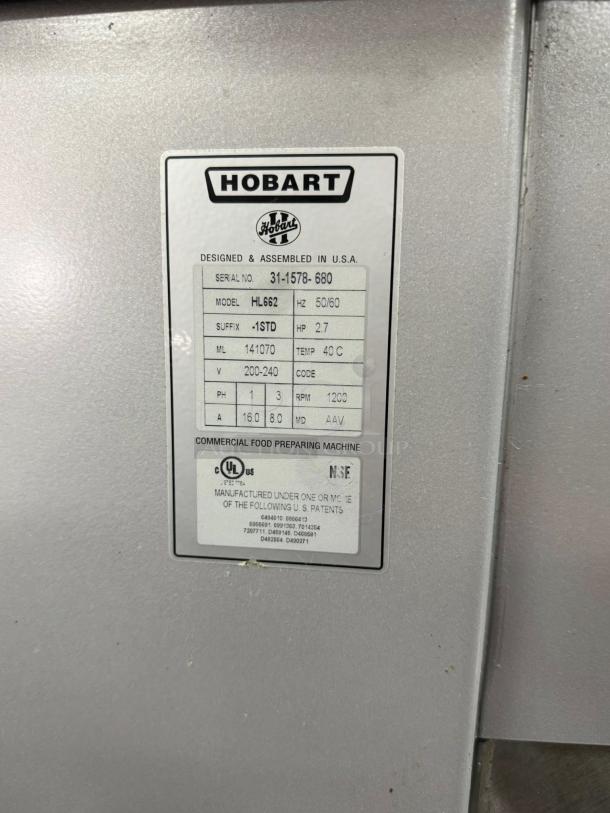 HOBART
Hobart
DESIGNED & ASSEMBLED IN U.S.A.
SERIAL NO. 31-1578-680
MODEL HL662 HZ 50/60
SUFFIX -1STD HP 2.7
ML 141070 TEMP 40 C
V 200-240 CODE
PH 1 3 RPM 1200
A 16.0 8.0 MD AAV
COMMERCIAL FOOD PREPARING MACHINE
C UL US NSF
MANUFACTURED UNDER ONE OR
OF THE FOLLOWING U. S. PATENTS